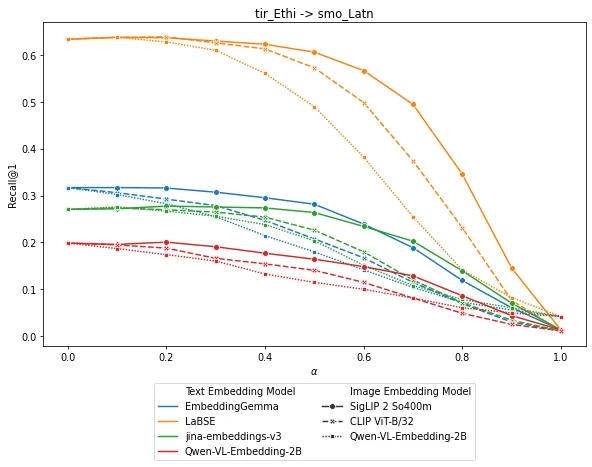 tir_Ethi -> smo_Latn
Recall@1
0.6
0.5
0.4
0.3
0.2
0.1
0.0
0.0 0.2 0.4 0.6 0.8 1.0
α
Text Embedding Model Image Embedding Model
EmbeddingGemma SigLIP 2 So400m
LaBSE CLIP ViT-B/32
jina-embeddings-v3 Qwen-VL-Embedding-2B
Qwen-VL-Embedding-2B